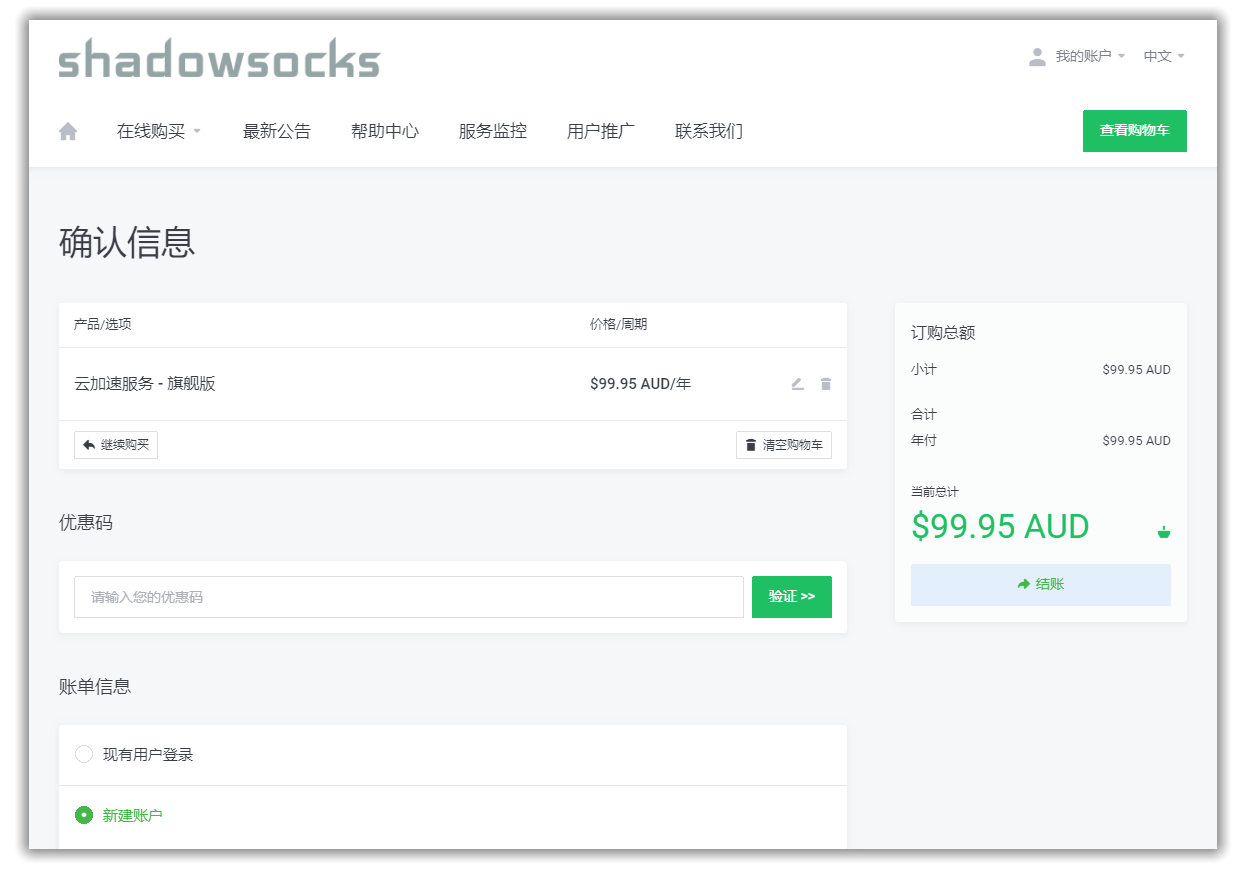 shadowsocks
我的账户 中文
在线购买 最新公告 帮助中心 服务监控 用户推广 联系我们 查看购物车
确认信息
产品/选项 价格/周期
云加速服务 - 旗舰版 $99.95 AUD/年
继续购买 清空购物车
优惠码
请输入您的优惠码 验证 >>
账单信息
现有用户登录
新建账户
订购总额
小计 $99.95 AUD
合计
年付 $99.95 AUD
当前总计
$99.95 AUD
结账